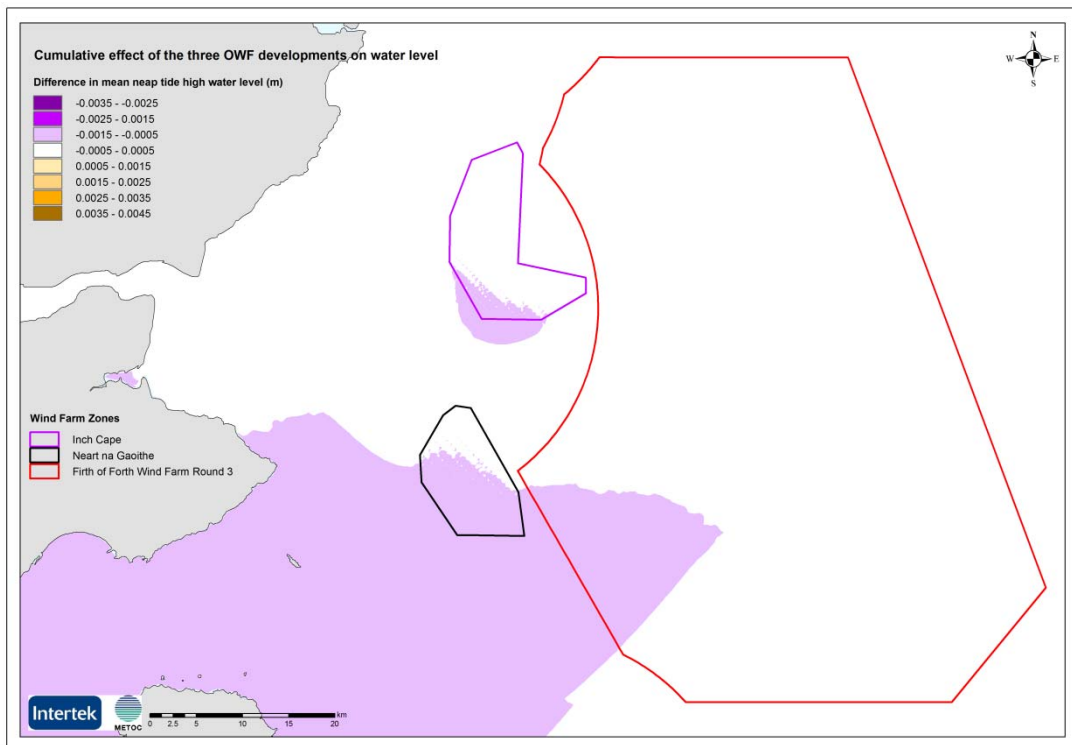 Cumulative effect of the three OWF developments on water level
Difference in mean neap tide high water level (m)
-0.0035 - -0.0025
-0.0025 - 0.0015
-0.0015 - -0.0005
-0.0005 - 0.0005
0.0005 - 0.0015
0.0015 - 0.0025
0.0025 - 0.0035
0.0035 - 0.0045
N
W E
S
Wind Farm Zones
Inch Cape
Neart na Gaoithe
Firth of Forth Wind Farm Round 3
Intertek
METOC
km
0 2.5 5 10 15 20